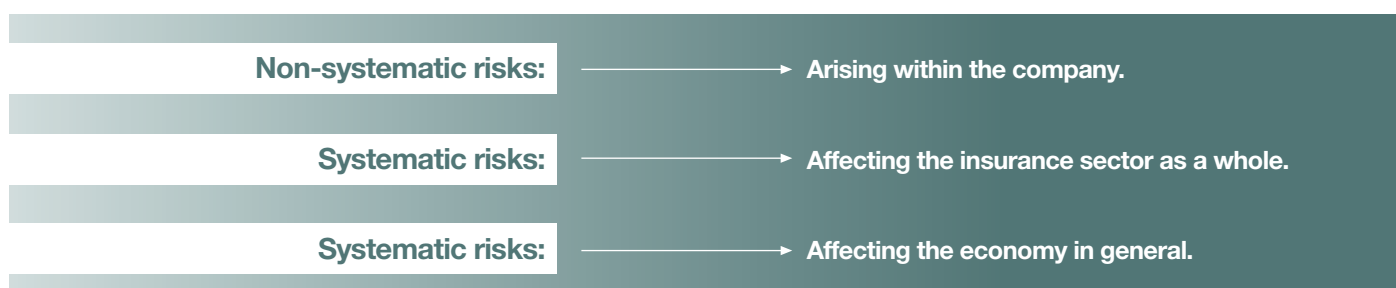 Non-systematic risks: Arising within the company.
Systematic risks: Affecting the insurance sector as a whole.
Systematic risks: Affecting the economy in general.